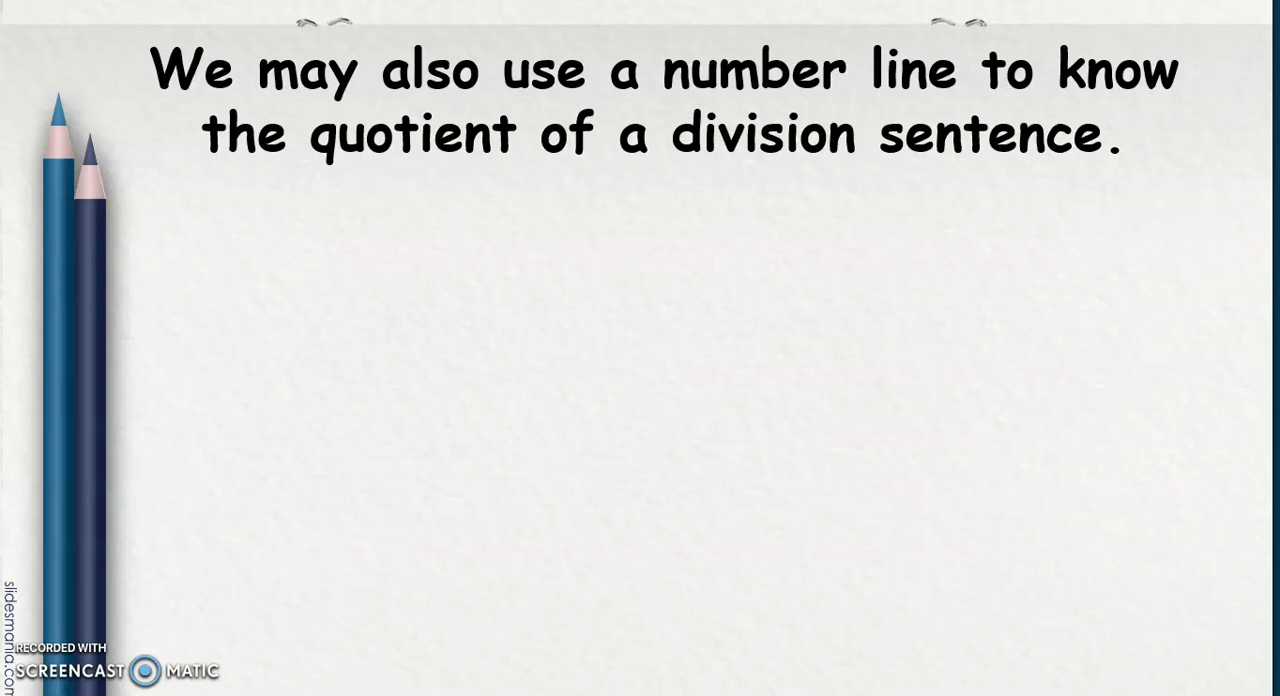 We may also use a number line to know
the quotient of a division sentence.
slidesmania.com
RECORDED WITH
SCREENCAST MATIC